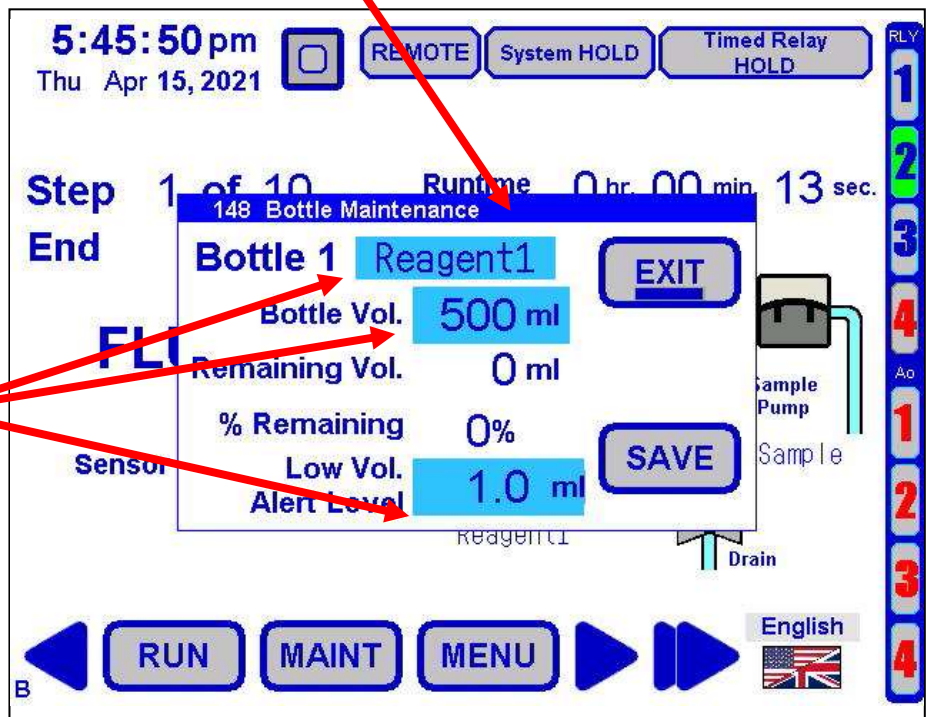 5:45:50 pm
Thu Apr 15, 2021
REMOTE
System HOLD
Timed Relay
HOLD
RLY
1
2
3
4
Ao
1
2
3
4
Step 1 of 10
Runtime 0 hr. 00 min. 13 sec.
End
148 Bottle Maintenance
Bottle 1 Reagent1
EXIT
Bottle Vol. 500 ml
Remaining Vol. 0 ml
% Remaining 0%
Low Vol.
Alert Level 1.0 ml
SAVE
Sensor
Sample
Pump
Sample
Reagent1
Drain
RUN
MAINT
MENU
English
B